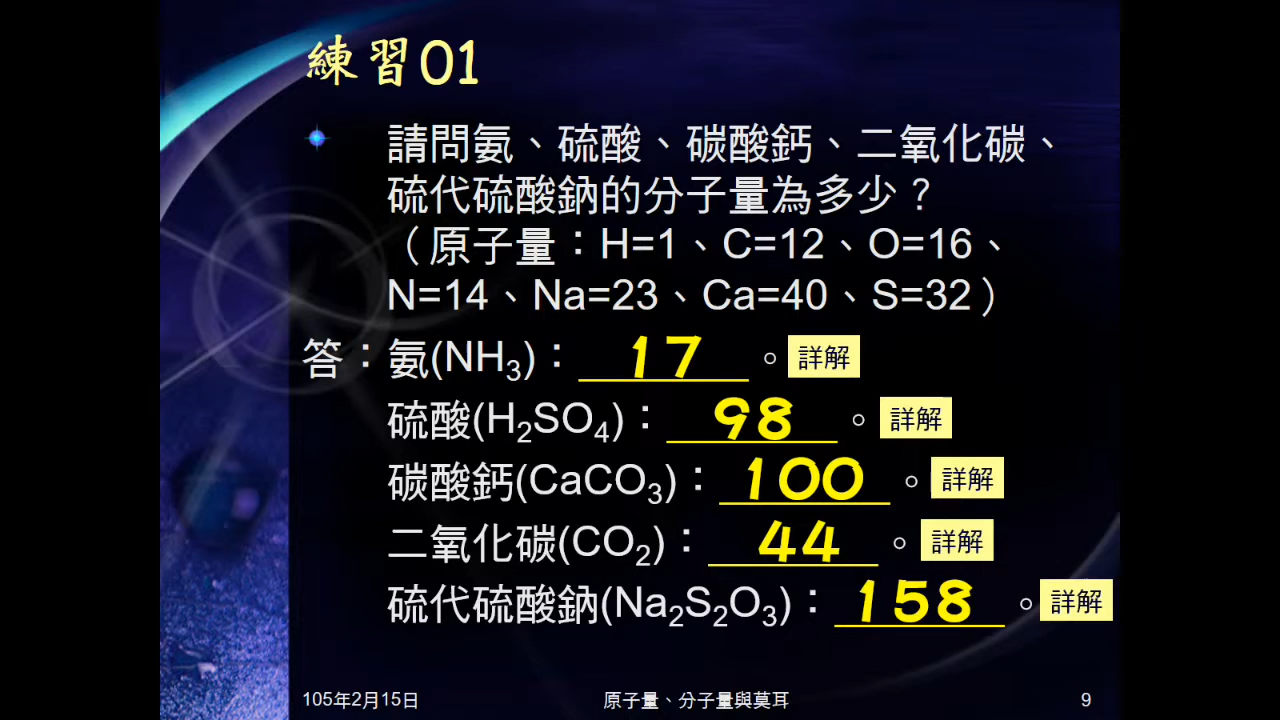 練習01
請問氨、硫酸、碳酸鈣、二氧化碳、
硫代硫酸鈉的分子量為多少？
（原子量：H=1、C=12、O=16、
N=14、Na=23、Ca=40、S=32）
答：氨(NH₃)：17。詳解
硫酸(H₂SO₄)：98。詳解
碳酸鈣(CaCO₃)：100。詳解
二氧化碳(CO₂)：44。詳解
硫代硫酸鈉(Na₂S₂O₃)：158。詳解
105年2月15日 原子量、分子量與莫耳 9